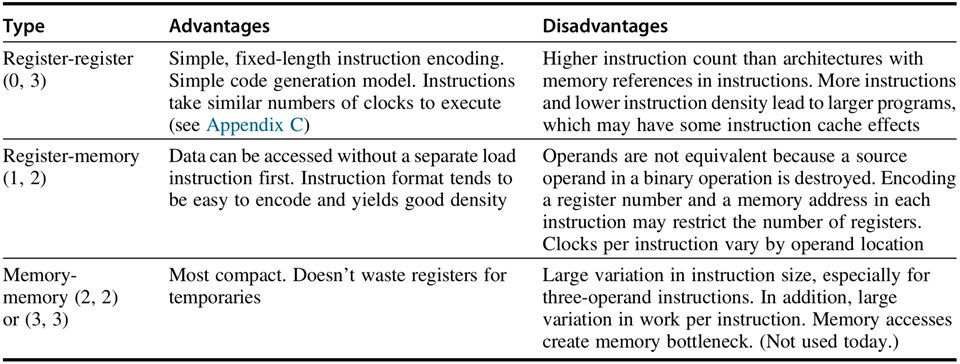 Type Advantages Disadvantages
Register-register
(0, 3)
Simple, fixed-length instruction encoding.
Simple code generation model. Instructions
take similar numbers of clocks to execute
(see Appendix C)
Higher instruction count than architectures with
memory references in instructions. More instructions
and lower instruction density lead to larger programs,
which may have some instruction cache effects
Register-memory
(1, 2)
Data can be accessed without a separate load
instruction first. Instruction format tends to
be easy to encode and yields good density
Operands are not equivalent because a source
operand in a binary operation is destroyed. Encoding
a register number and a memory address in each
instruction may restrict the number of registers.
Clocks per instruction vary by operand location
Memory-
memory (2, 2)
or (3, 3)
Most compact. Doesn’t waste registers for
temporaries
Large variation in instruction size, especially for
three-operand instructions. In addition, large
variation in work per instruction. Memory accesses
create memory bottleneck. (Not used today.)